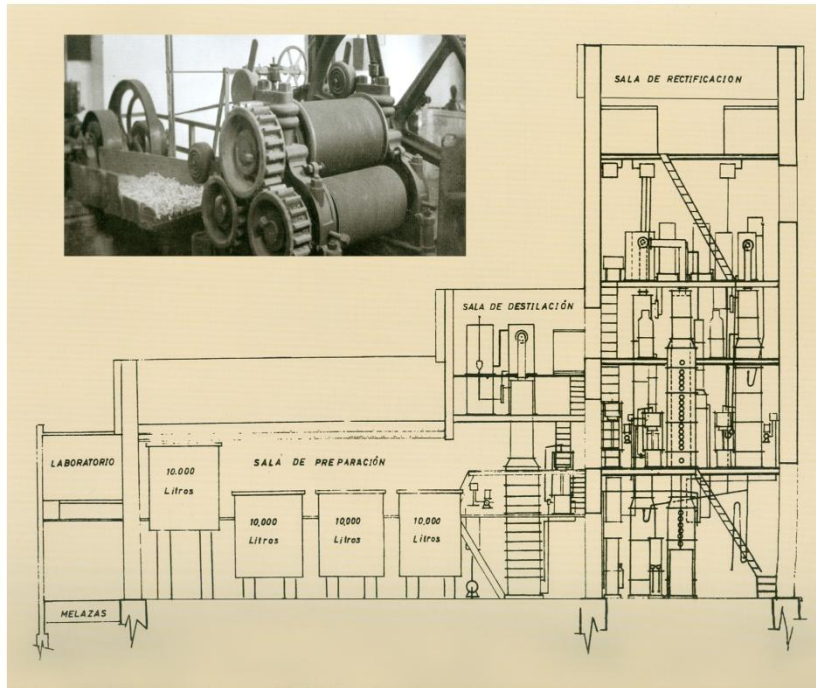 SALA DE RECTIFICACION
SALA DE DESTILACIÓN
LABORATORIO
10.000
Litros
SALA DE PREPARACIÓN
10,000
Litros
10,000
Litros
10,000
Litros
MELAZAS